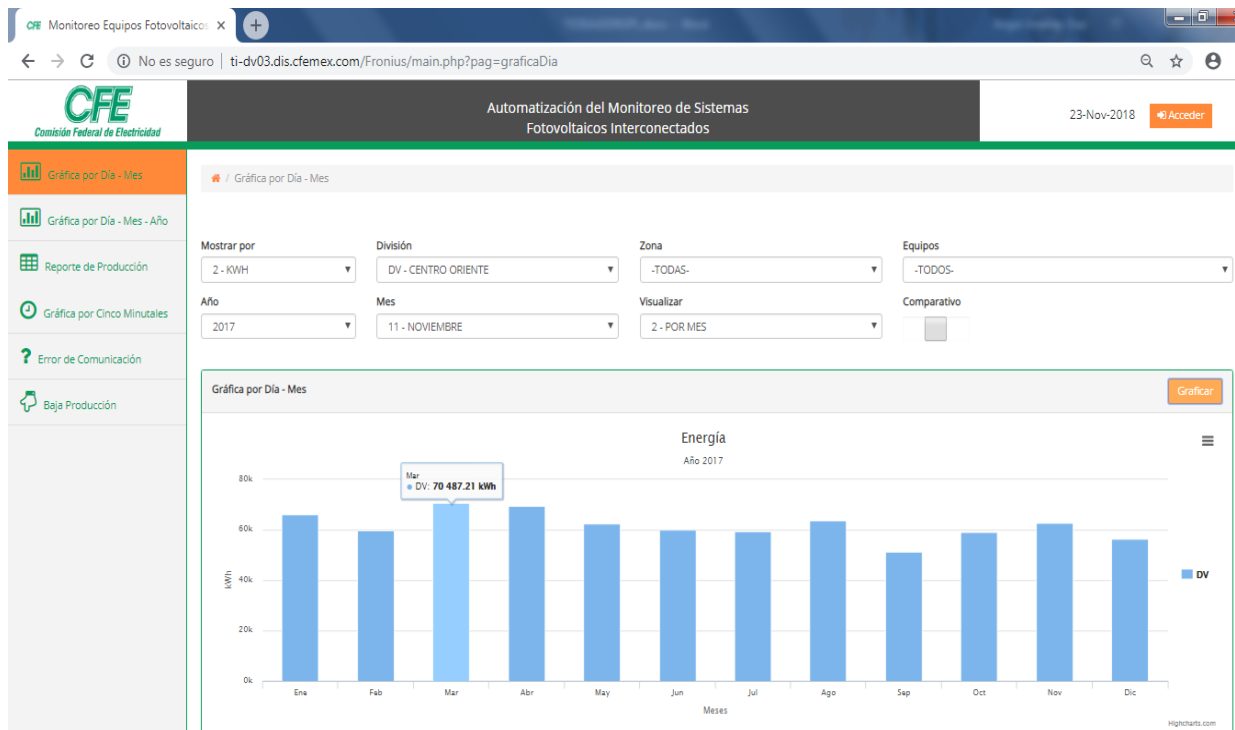 CFE Monitoreo Equipos Fotovoltaicos
No es seguro | ti-dv03.dis.cfemex.com/Fronius/main.php?pag=graficaDia
CFE
Comisión Federal de Electricidad
Automatización del Monitoreo de Sistemas
Fotovoltaicos Interconectados
23-Nov-2018
Acceder
Gráfica por Día - Mes
Gráfica por Día - Mes - Año
Reporte de Producción
Gráfica por Cinco Minutales
? Error de Comunicación
Baja Producción
/ Gráfica por Día - Mes
Mostrar por
División
Zona
Equipos
2 - KWH
DV - CENTRO ORIENTE
-TODAS-
-TODOS-
Año
Mes
Visualizar
Comparativo
2017
11 - NOVIEMBRE
2 - POR MES
Gráfica por Día - Mes
Graficar
Energía
Año 2017
Mar
DV: 70 487.21 kWh
80k
60k
40k
20k
0k
kWh
Ene Feb Mar Abr May Jun Jul Ago Sep Oct Nov Dic
Meses
DV
Highcharts.com